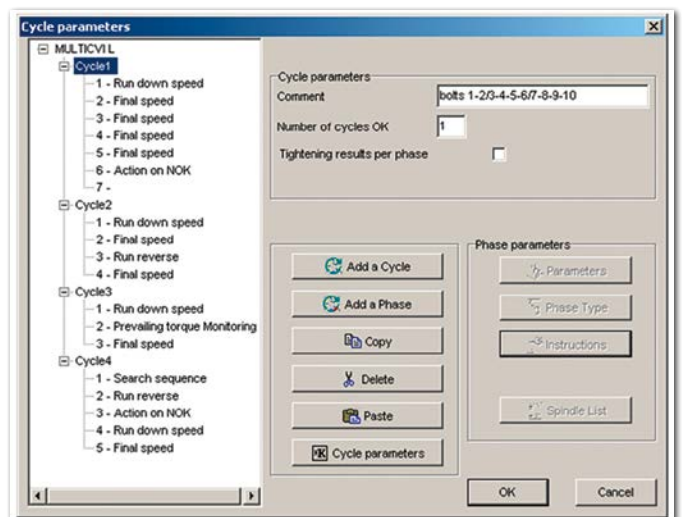 Cycle parameters
MULTICVI L
Cycle1
1 - Run down speed
2 - Final speed
3 - Final speed
4 - Final speed
5 - Final speed
6 - Action on NOK
7 -
Cycle2
1 - Run down speed
2 - Final speed
3 - Run reverse
4 - Final speed
Cycle3
1 - Run down speed
2 - Prevailing torque Monitoring
3 - Final speed
Cycle4
1 - Search sequence
2 - Run reverse
3 - Action on NOK
4 - Run down speed
5 - Final speed
Cycle parameters
Comment bolts 1-2/3-4-5-6/7-8-9-10
Number of cycles OK 1
Tightening results per phase
Add a Cycle
Add a Phase
Copy
Delete
Paste
Cycle parameters
Phase parameters
Parameters
Phase Type
Instructions
Spindle List
OK Cancel